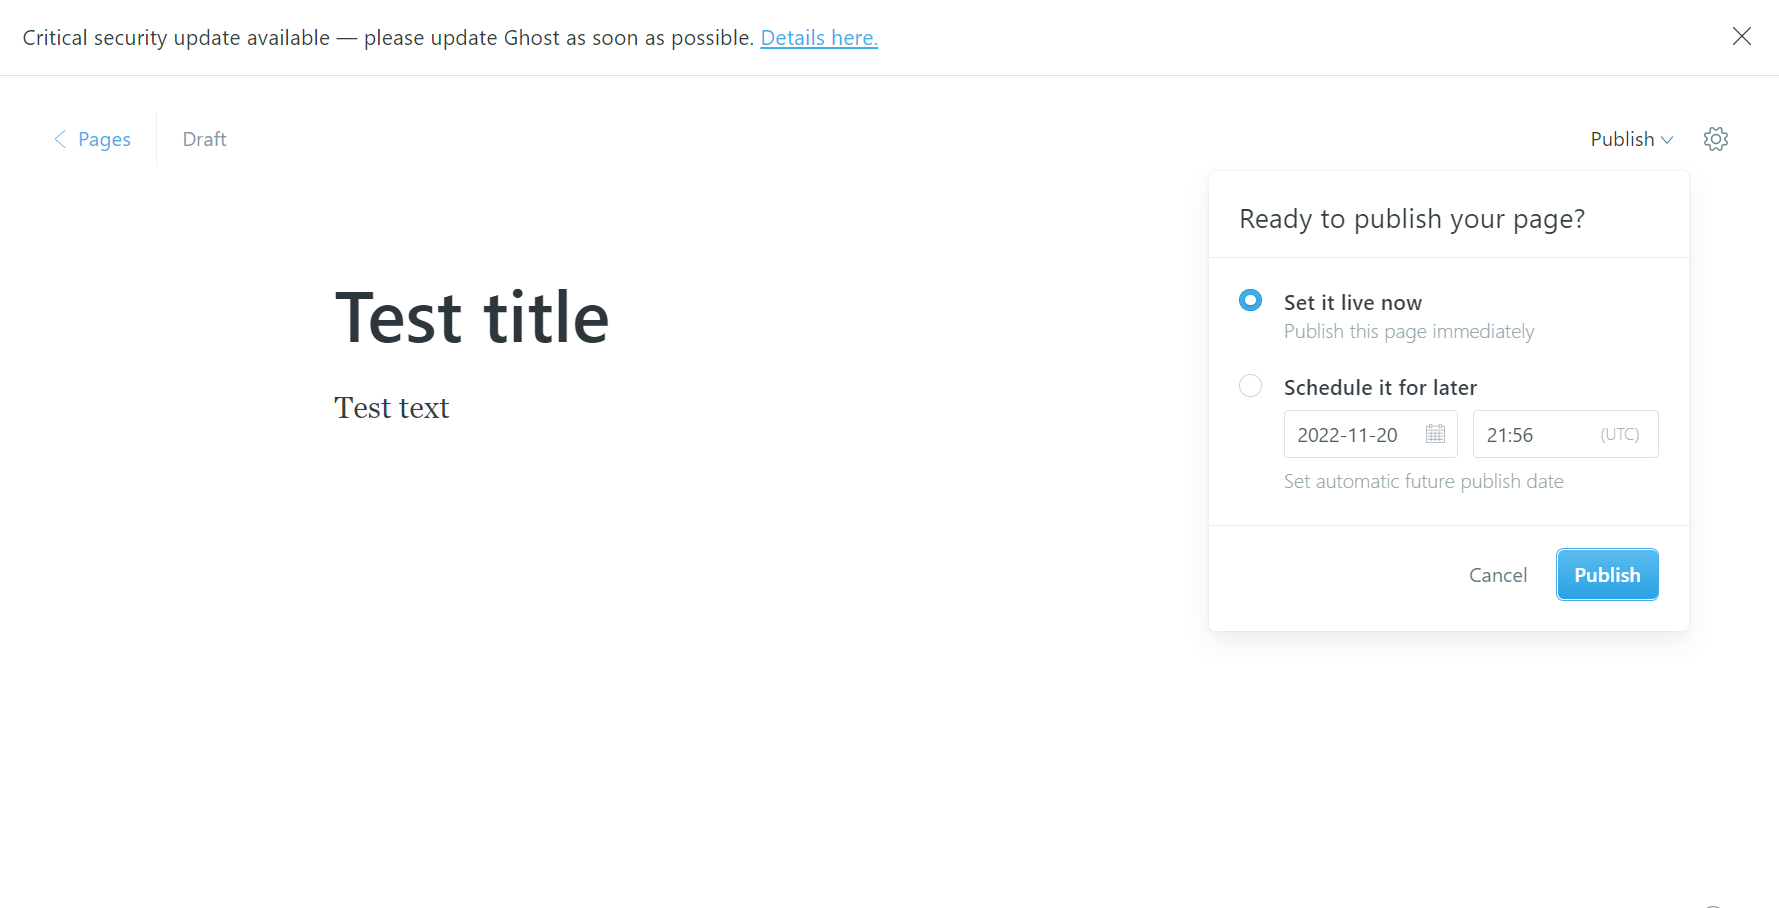 Critical security update available — please update Ghost as soon as possible. Details here.
Pages
Draft
Publish
Ready to publish your page?
Test title
Test text
Set it live now
Publish this page immediately
Schedule it for later
2022-11-20
21:56
(UTC)
Set automatic future publish date
Cancel
Publish